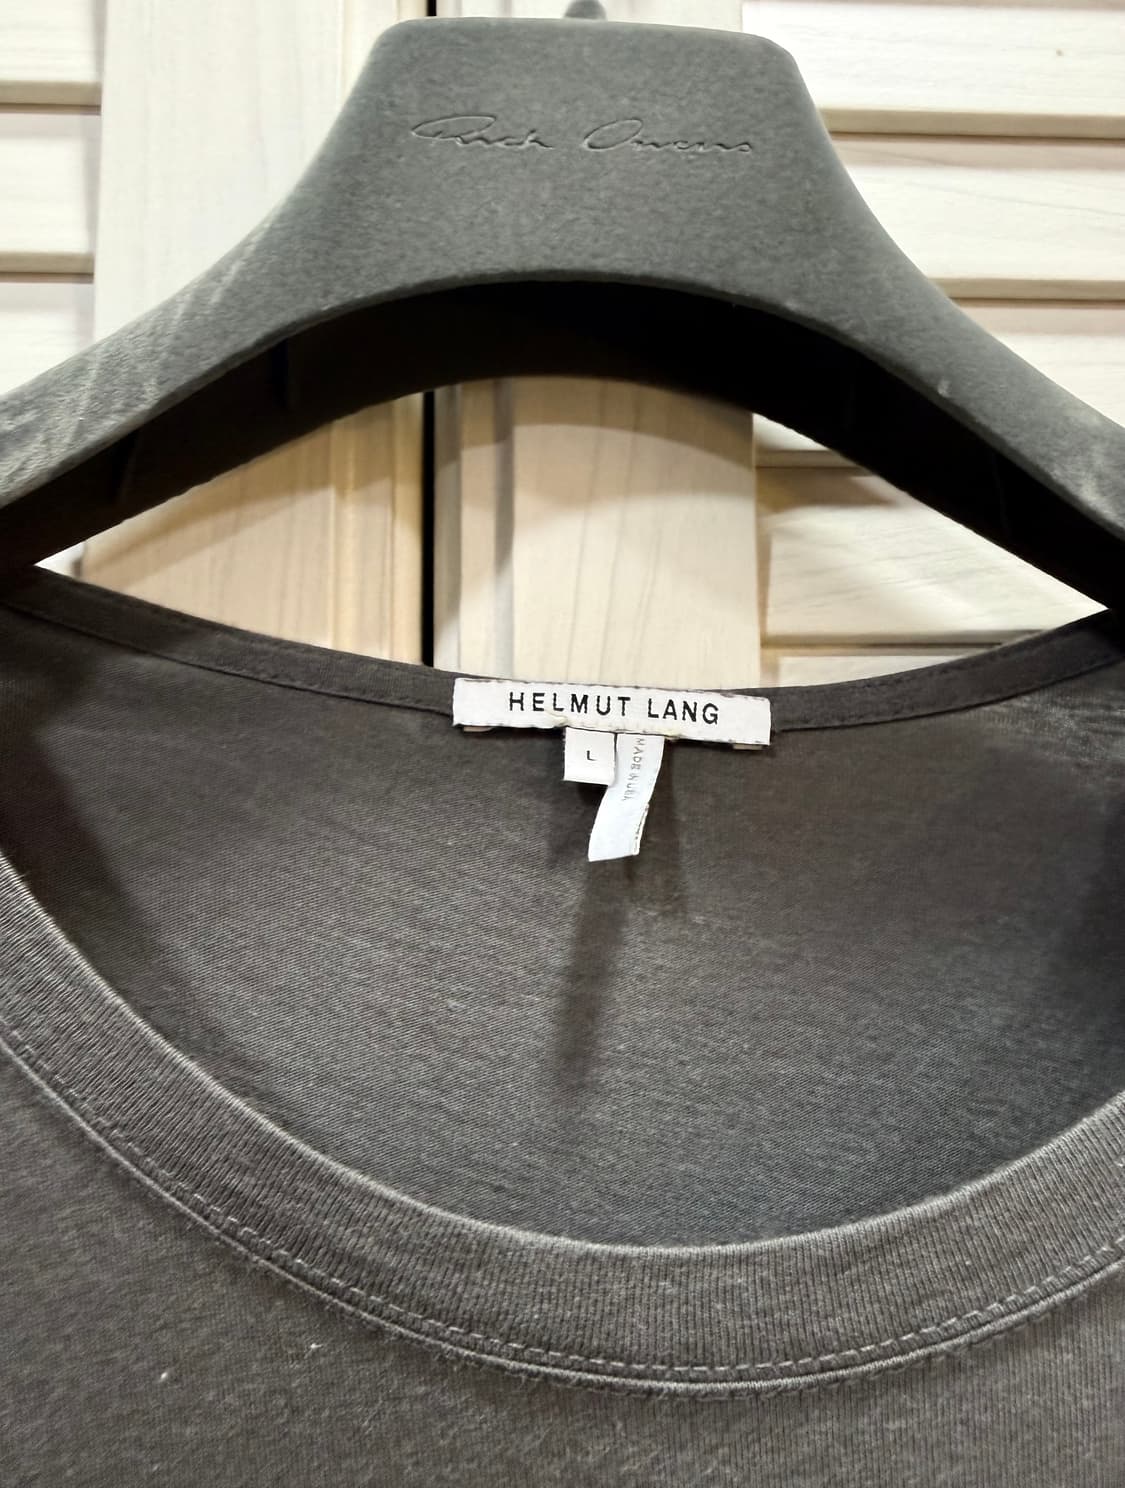 Rick Owens
HELMUT LANG
L
MADE IN USA